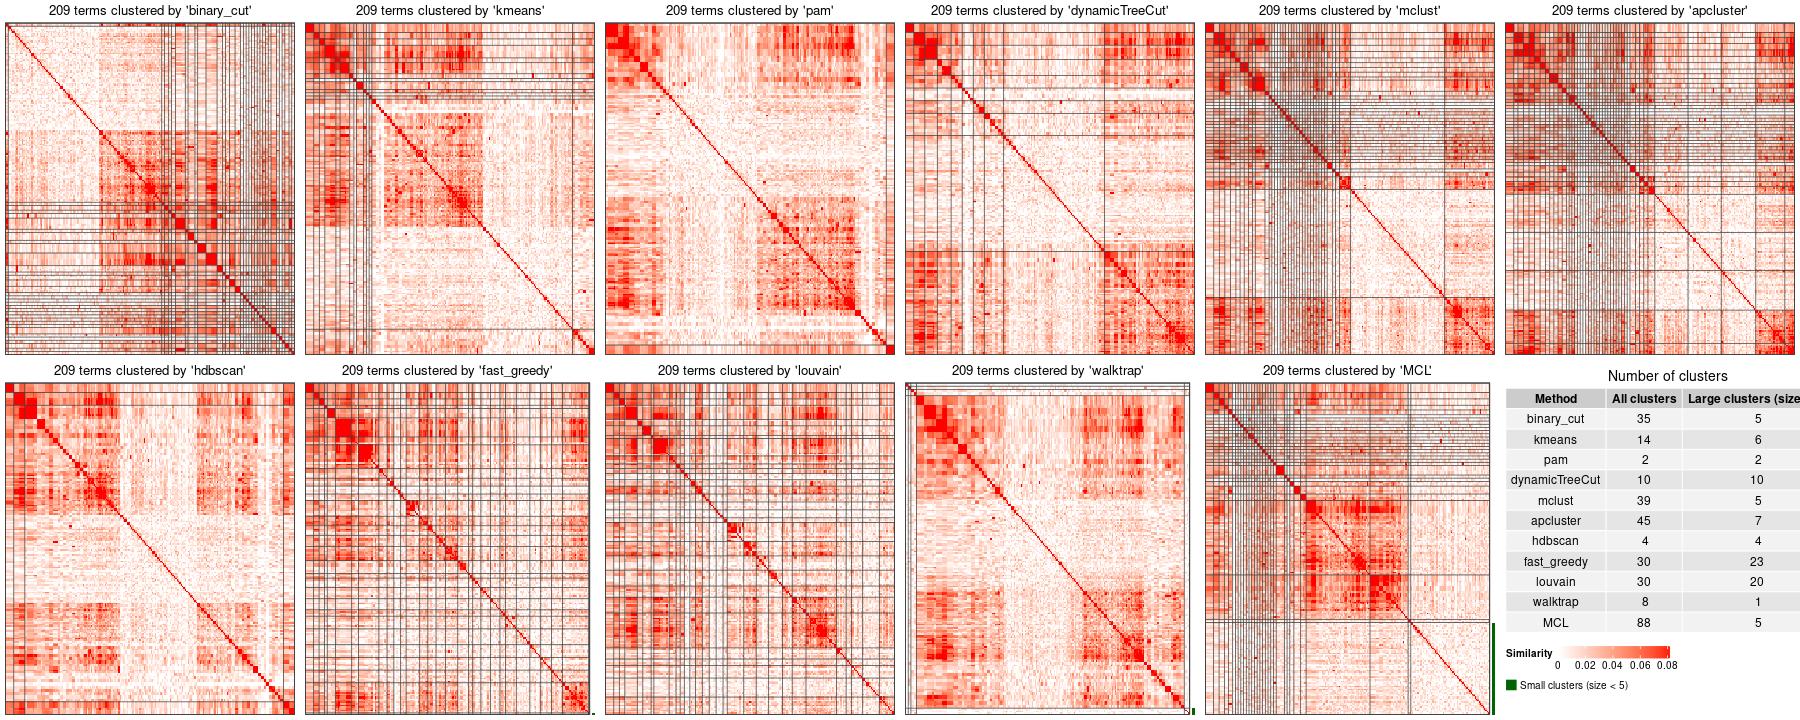 209 terms clustered by 'binary_cut'
209 terms clustered by 'kmeans'
209 terms clustered by 'pam'
209 terms clustered by 'dynamicTreeCut'
209 terms clustered by 'mclust'
209 terms clustered by 'apcluster'
209 terms clustered by 'hdbscan'
209 terms clustered by 'fast_greedy'
209 terms clustered by 'louvain'
209 terms clustered by 'walktrap'
209 terms clustered by 'MCL'
Number of clusters
Method All clusters Large clusters (size
binary_cut 35 5
kmeans 14 6
pam 2 2
dynamicTreeCut 10 10
mclust 39 5
apcluster 45 7
hdbscan 4 4
fast_greedy 30 23
louvain 30 20
walktrap 8 1
MCL 88 5
Similarity
0 0.02 0.04 0.06 0.08
Small clusters (size < 5)